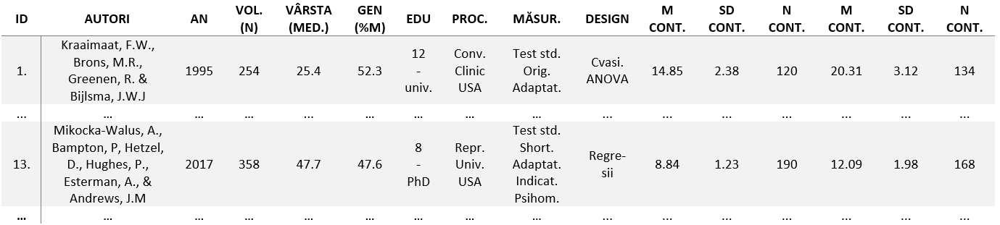 ID AUTORI AN VOL. (N) VÂRSTA (MED.) GEN (%M) EDU PROC. MĂSUR. DESIGN M CONT. SD CONT. N CONT. M CONT. SD CONT. N CONT.
1. Kraaimaat, F.W., Brons, M.R., Greenen, R. & Bijlsma, J.W.J 1995 254 25.4 52.3 12 - univ. Conv. Clinic USA Test std. Orig. Adaptat. Cvasi. ANOVA 14.85 2.38 120 20.31 3.12 134
... ... ... ... ... ... ... ... ... ... ... ... ... ... ... ...
13. Mikocka-Walus, A., Bampton, P, Hetzel, D., Hughes, P., Esterman, A., & Andrews, J.M 2017 358 47.7 47.6 8 - PhD Repr. Univ. USA Test std. Short. Adaptat. Indicat. Psihom. Regre-sii 8.84 1.23 190 12.09 1.98 168
... ... ... ... ... ... ... ... ... ... ... ... ... ... ... ...